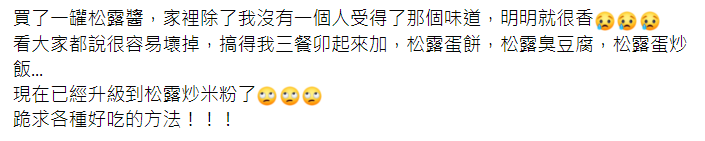 買了一罐松露醬，家裡除了我沒有一個人受得了那個味道，明明就很香😥😥😥
看大家都說很容易壞掉，搞得我三餐卯起來加，松露蛋餅，松露臭豆腐，松露蛋炒
飯...
現在已經升級到松露炒米粉了🙄🙄🙄
跪求各種好吃的方法！！！